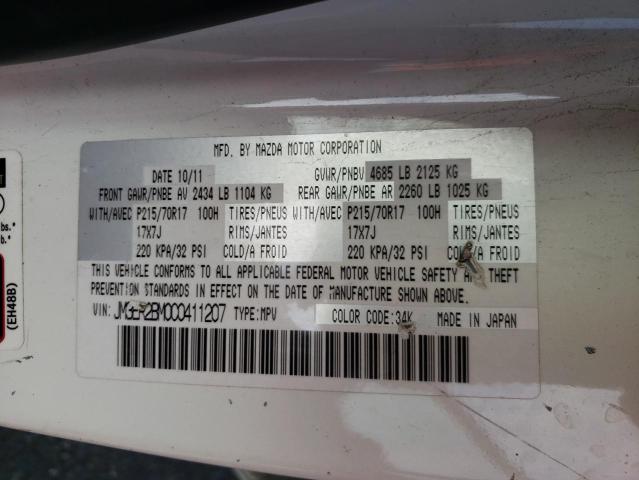 MFD. BY MAZDA MOTOR CORPORATION
DATE 10/11 GVWR/PNBV 4685 LB 2125 KG
FRONT GAWR/PNBE AV 2434 LB 1104 KG REAR GAWR/PNBE AR 2260 LB 1025 KG
WITH/AVEC P215/70R17 100H TIRES/PNEUS WITH/AVEC P215/70R17 100H TIRES/PNEUS
17X7J RIMS/JANTES 17X7J RIMS/JANTES
220 KPA/32 PSI COLD/A FROID 220 KPA/32 PSI COLD/A FROID
THIS VEHICLE CONFORMS TO ALL APPLICABLE FEDERAL MOTOR VEHICLE SAFETY AND THEFT
PREVENTION STANDARDS IN EFFECT ON THE DATE OF MANUFACTURE SHOWN ABOVE.
VIN: TYPE:MPV COLOR CODE:34K MADE IN JAPAN
(EH48B)